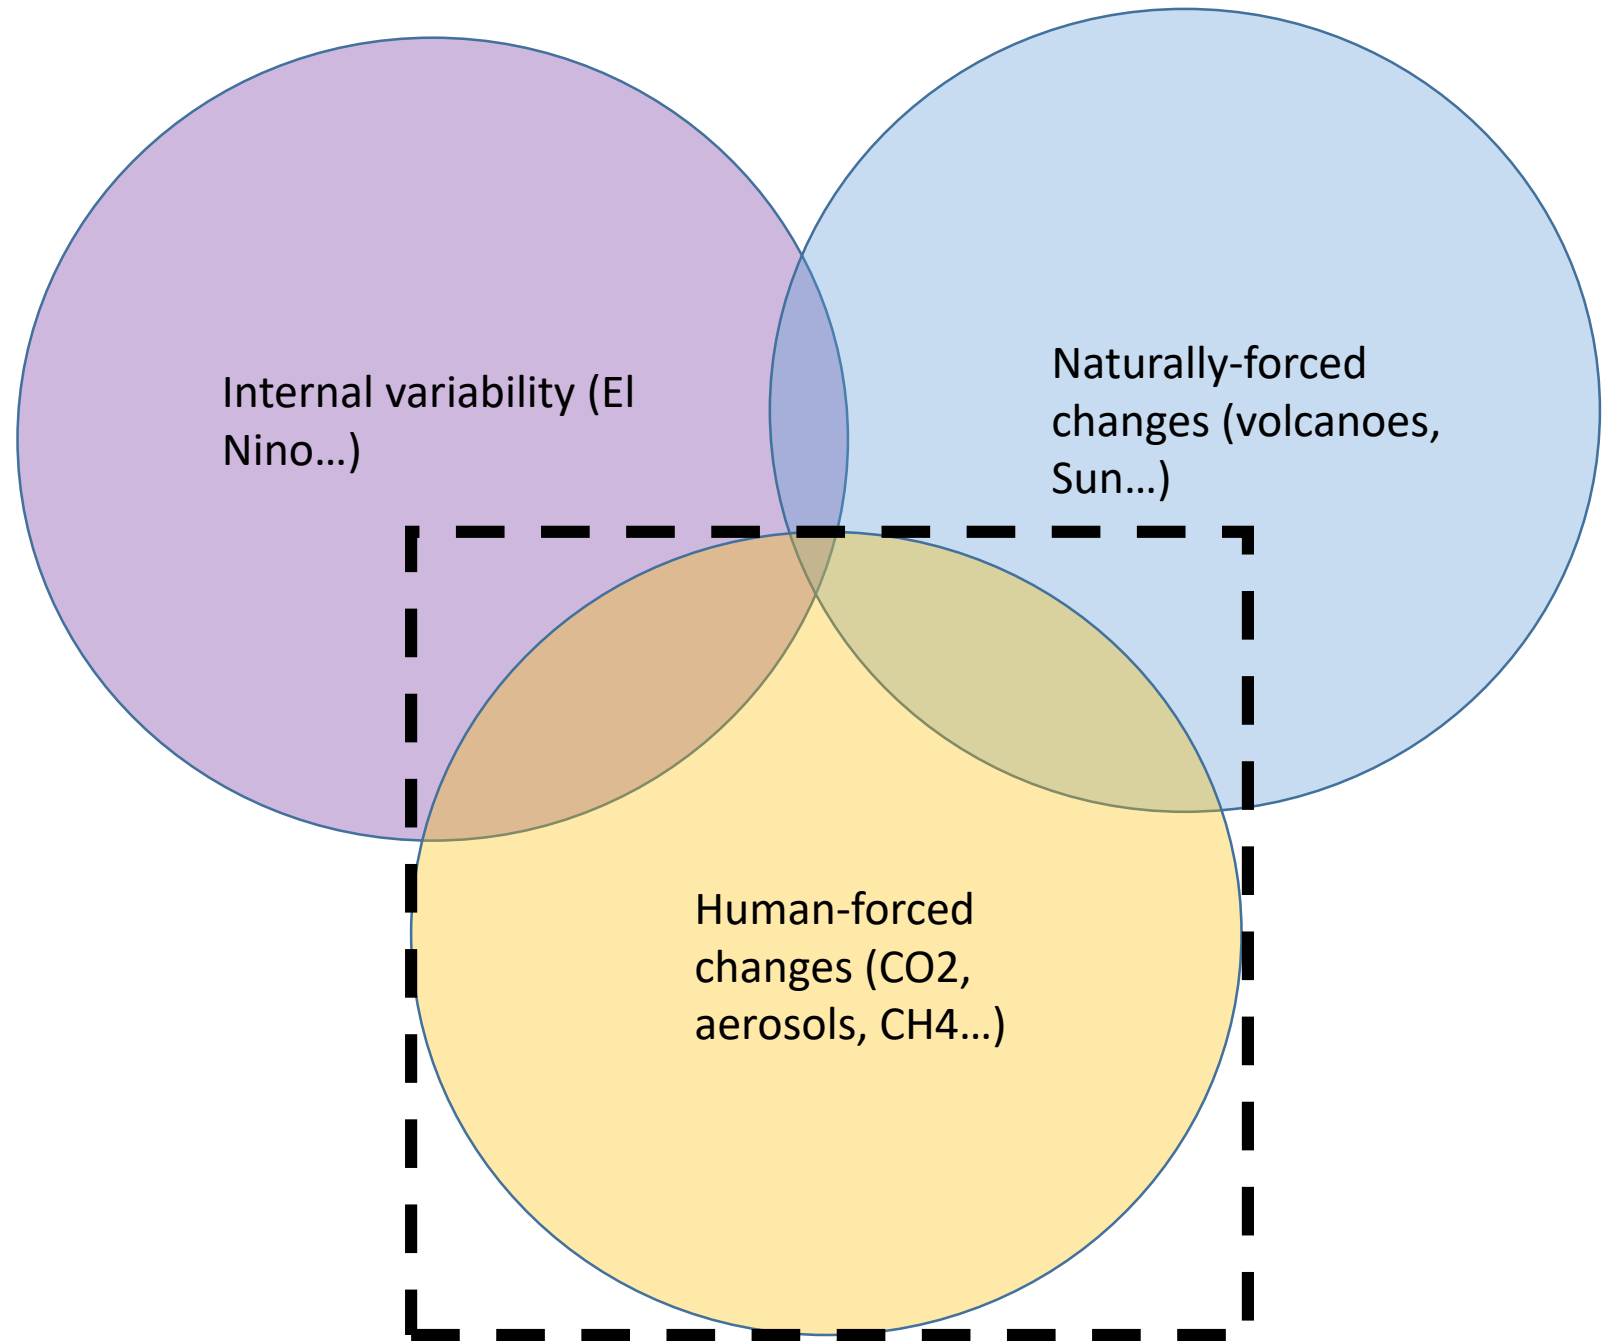 Internal variability (El
Nino…)
Naturally-forced
changes (volcanoes,
Sun…)
Human-forced
changes (CO2,
aerosols, CH4…)